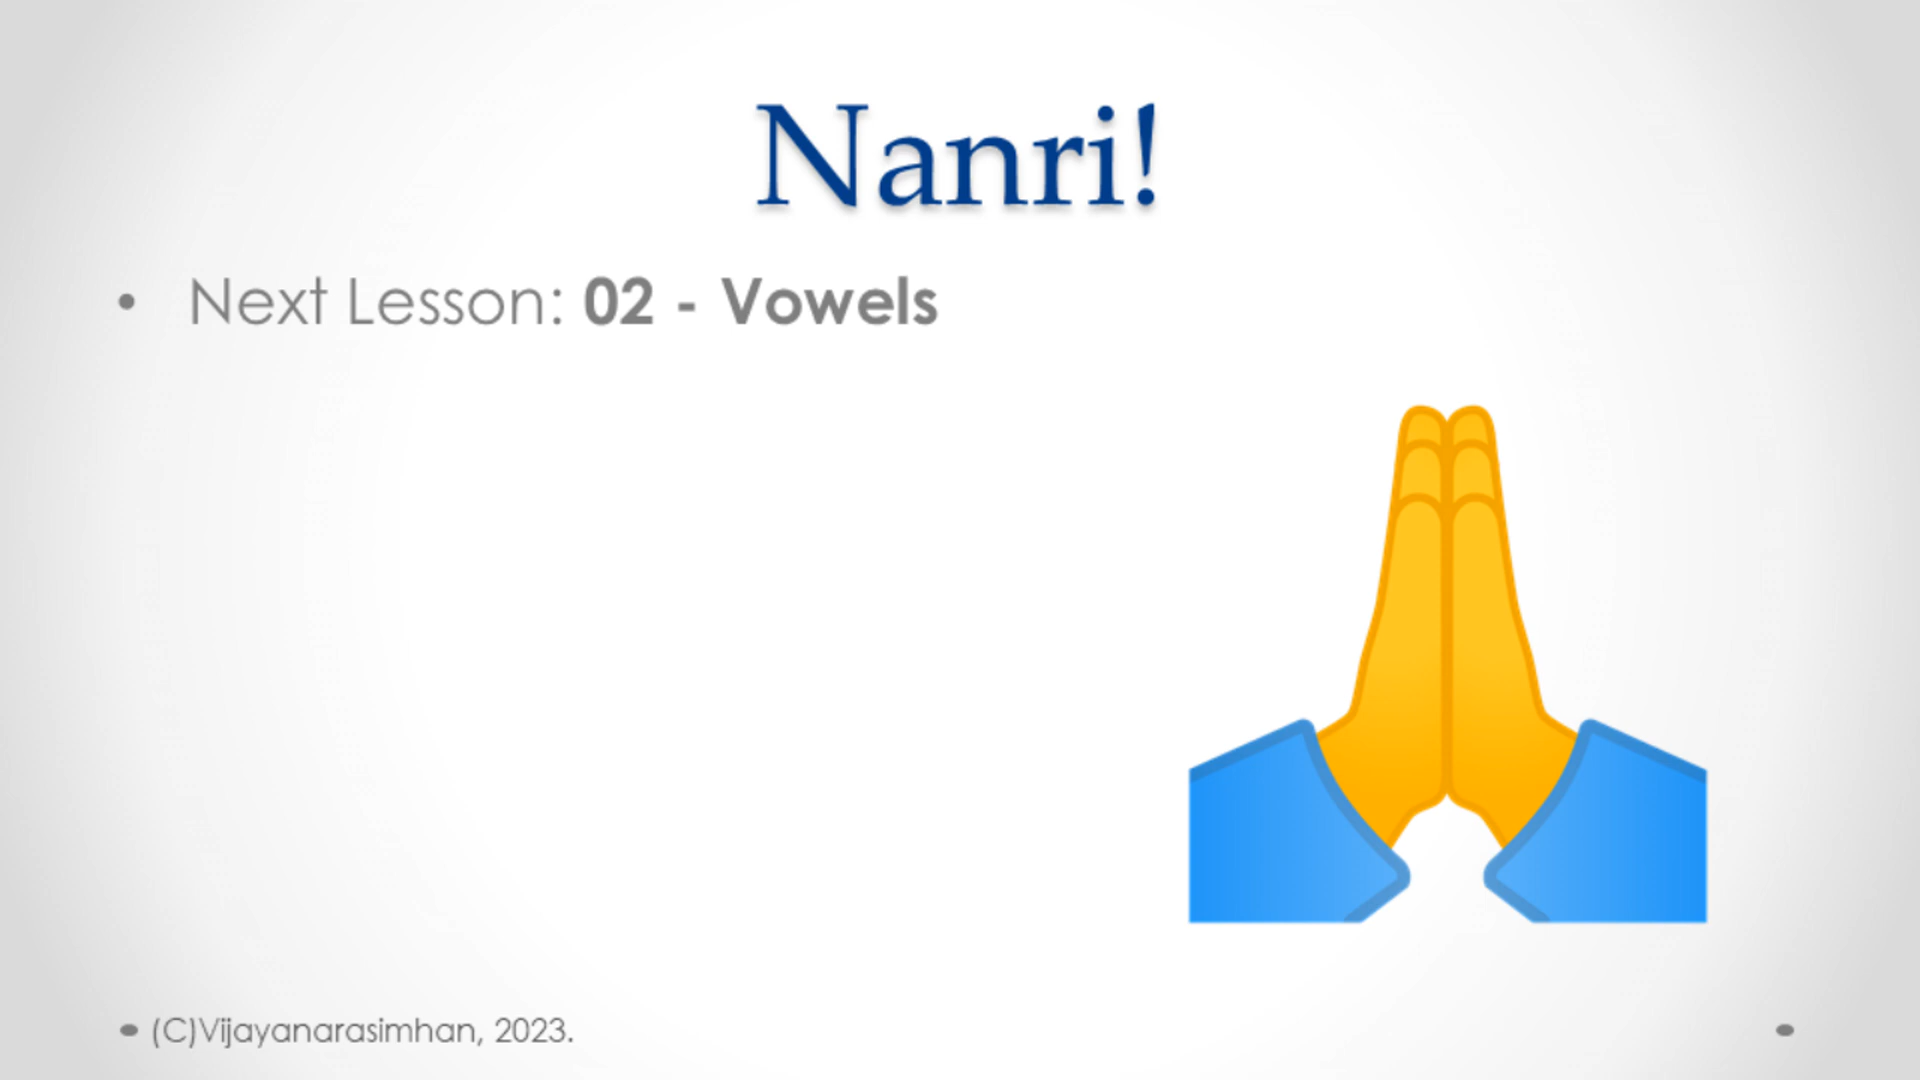 Nanri!
• Next Lesson: 02 - Vowels
(C)Vijayanarasimhan, 2023.